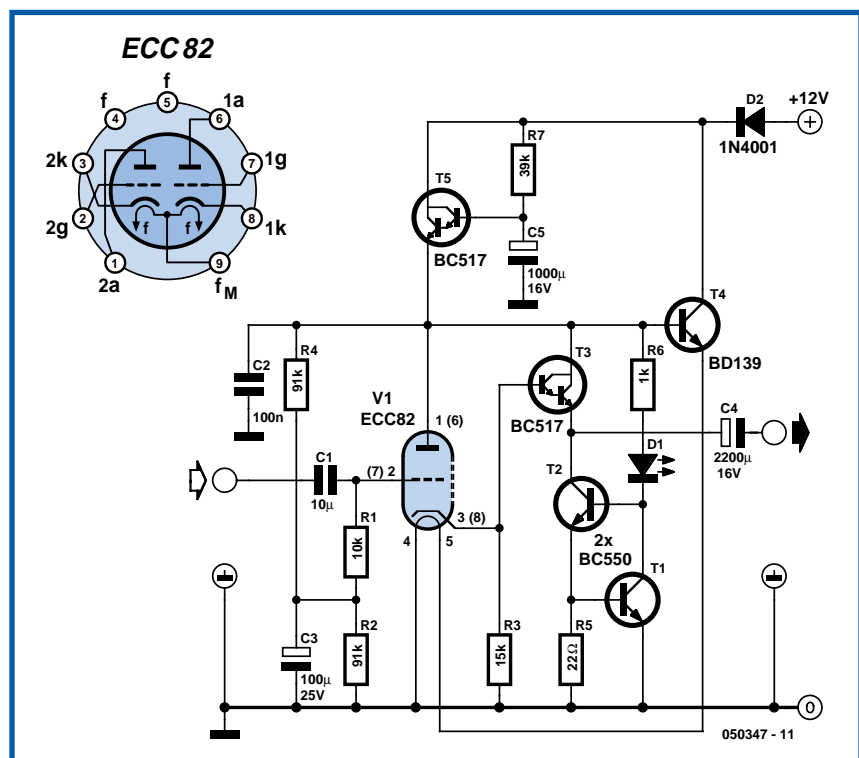 ECC 82
f
f
1a
5
4
6
2k
3
7
1g
f
f
2
8
2g
1k
1
9
2a
fM
D2
+12V
1N4001
R7
39k
T5
BC517
C5
1000µ
16V
T4
BD139
R4
91k
C2
100n
V1
ECC82
1 (6)
T3
BC517
R6
1k
C4
2200µ
16V
D1
C1
10µ
(7) 2
3 (8)
4
5
T2
2x
BC550
T1
R1
10k
R2
91k
C3
100µ
25V
R3
15k
R5
22Ω
0
050347 - 11